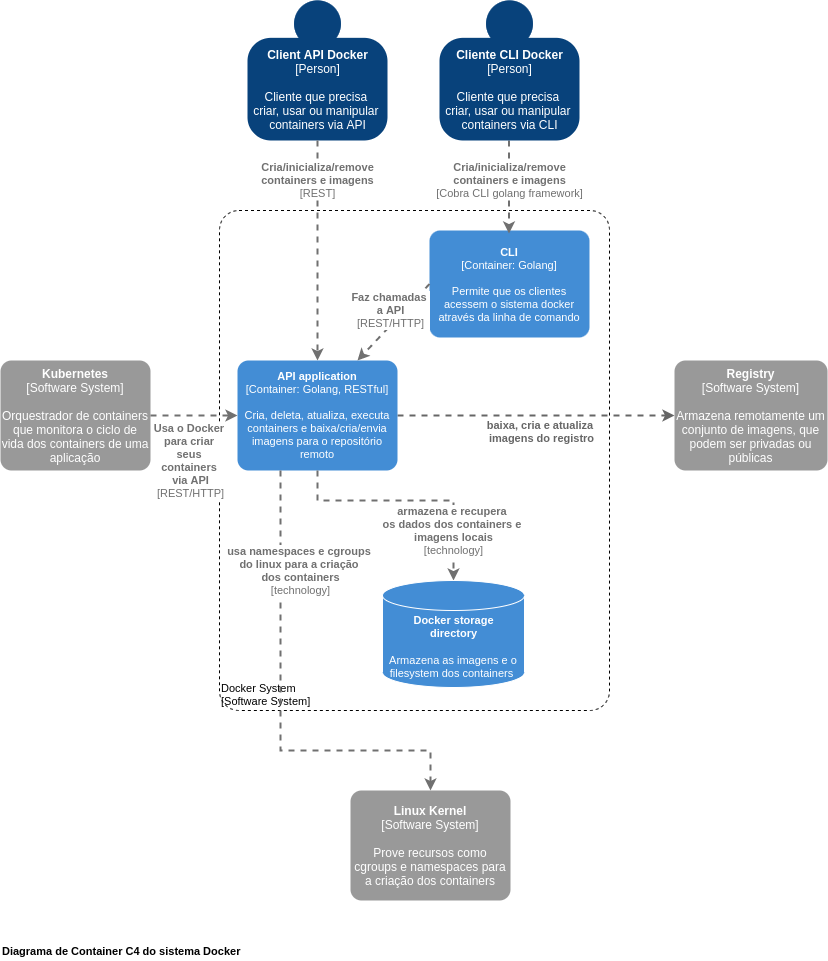 Client API Docker
[Person]
Cliente que precisa
criar, usar ou manipular
containers via API
Cliente CLI Docker
[Person]
Cliente que precisa
criar, usar ou manipular
containers via CLI
Cria/inicializa/remove
containers e imagens
[REST]
Cria/inicializa/remove
containers e imagens
[Cobra CLI golang framework]
CLI
[Container: Golang]
Permite que os clientes
acessem o sistema docker
através da linha de comando
Faz chamadas
a API
[REST/HTTP]
Kubernetes
[Software System]
Orquestrador de containers
que monitora o ciclo de
vida dos containers de uma
aplicação
Usa o Docker
para criar
seus
containers
via API
[REST/HTTP]
API application
[Container: Golang, RESTful]
Cria, deleta, atualiza, executa
containers e baixa/cria/envia
imagens para o repositório
remoto
baixa, cria e atualiza
imagens do registro
Registry
[Software System]
Armazena remotamente um
conjunto de imagens, que
podem ser privadas ou
públicas
armazena e recupera
os dados dos containers e
imagens locais
[technology]
usa namespaces e cgroups
do linux para a criação
dos containers
[technology]
Docker storage
directory
Armazena as imagens e o
filesystem dos containers
Docker System
[Software System]
Linux Kernel
[Software System]
Prove recursos como
cgroups e namespaces para
a criação dos containers
Diagrama de Container C4 do sistema Docker